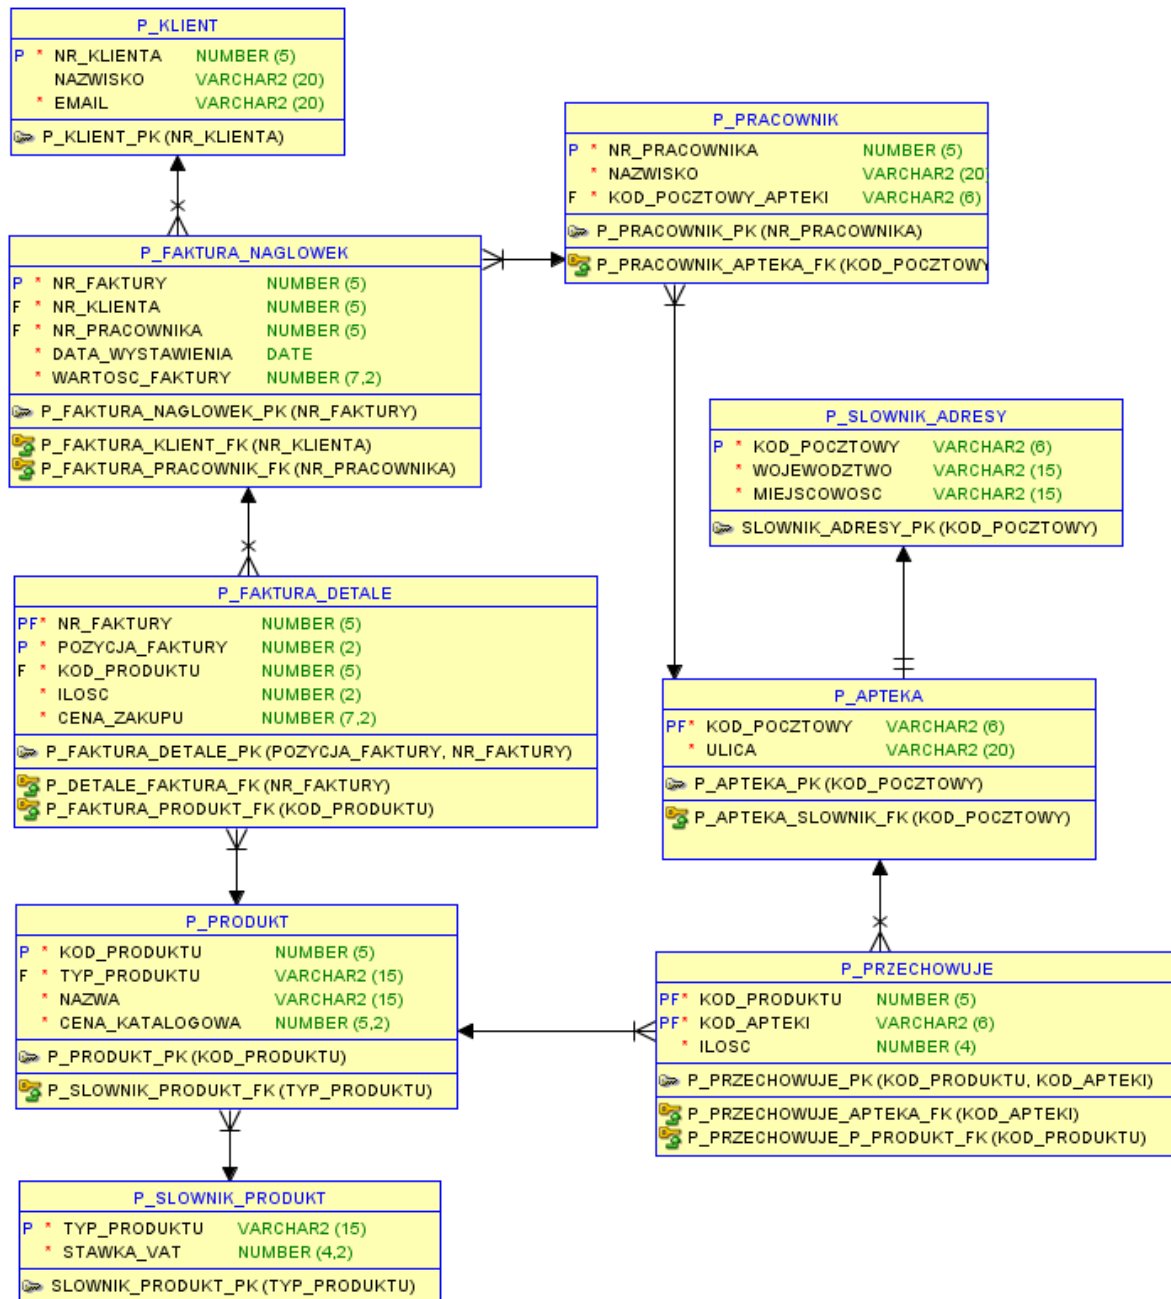 P_KLIENT
P * NR_KLIENTA NUMBER (5)
NAZWISKO VARCHAR2 (20)
* EMAIL VARCHAR2 (20)
P_KLIENT_PK (NR_KLIENTA)
P_PRACOWNIK
P * NR_PRACOWNIKA NUMBER (5)
* NAZWISKO VARCHAR2 (20)
F * KOD_POCZTOWY_APTEKI VARCHAR2 (6)
P_PRACOWNIK_PK (NR_PRACOWNIKA)
P_PRACOWNIK_APTEKA_FK (KOD_POCZTOWY
P_FAKTURA_NAGLOWEK
P * NR_FAKTURY NUMBER (5)
F * NR_KLIENTA NUMBER (5)
F * NR_PRACOWNIKA NUMBER (5)
* DATA_WYSTAWIENIA DATE
* WARTOSC_FAKTURY NUMBER (7,2)
P_FAKTURA_NAGLOWEK_PK (NR_FAKTURY)
P_FAKTURA_KLIENT_FK (NR_KLIENTA)
P_FAKTURA_PRACOWNIK_FK (NR_PRACOWNIKA)
P_SLOWNIK_ADRESY
P * KOD_POCZTOWY VARCHAR2 (6)
* WOJEWODZTWO VARCHAR2 (15)
* MIEJSCOWOSC VARCHAR2 (15)
SLOWNIK_ADRESY_PK (KOD_POCZTOWY)
P_FAKTURA_DETALE
PF* NR_FAKTURY NUMBER (5)
P * POZYCJA_FAKTURY NUMBER (2)
F * KOD_PRODUKTU NUMBER (5)
* ILOSC NUMBER (2)
* CENA_ZAKUPU NUMBER (7,2)
P_FAKTURA_DETALE_PK (POZYCJA_FAKTURY, NR_FAKTURY)
P_DETALE_FAKTURA_FK (NR_FAKTURY)
P_FAKTURA_PRODUKT_FK (KOD_PRODUKTU)
P_APTEKA
PF* KOD_POCZTOWY VARCHAR2 (6)
* ULICA VARCHAR2 (20)
P_APTEKA_PK (KOD_POCZTOWY)
P_APTEKA_SLOWNIK_FK (KOD_POCZTOWY)
P_PRODUKT
P * KOD_PRODUKTU NUMBER (5)
F * TYP_PRODUKTU VARCHAR2 (15)
* NAZWA VARCHAR2 (15)
* CENA_KATALOGOWA NUMBER (5,2)
P_PRODUKT_PK (KOD_PRODUKTU)
P_SLOWNIK_PRODUKT_FK (TYP_PRODUKTU)
P_PRZECHOWUJE
PF* KOD_PRODUKTU NUMBER (5)
PF* KOD_APTEKI VARCHAR2 (6)
* ILOSC NUMBER (4)
P_PRZECHOWUJE_PK (KOD_PRODUKTU, KOD_APTEKI)
P_PRZECHOWUJE_APTEKA_FK (KOD_APTEKI)
P_PRZECHOWUJE_P_PRODUKT_FK (KOD_PRODUKTU)
P_SLOWNIK_PRODUKT
P * TYP_PRODUKTU VARCHAR2 (15)
* STAWKA_VAT NUMBER (4,2)
SLOWNIK_PRODUKT_PK (TYP_PRODUKTU)